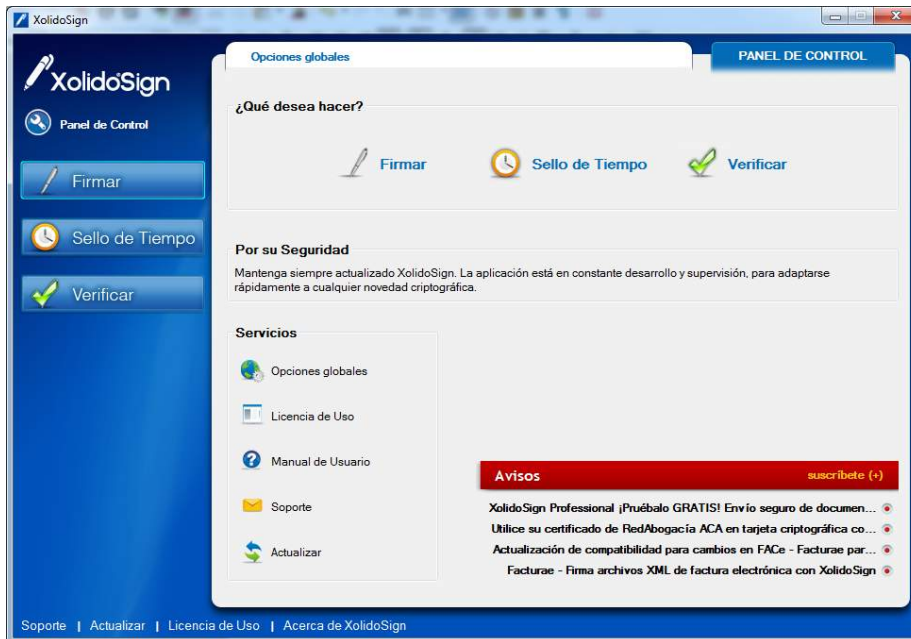 XolidoSign
XolidoSign
Panel de Control
Firmar
Sello de Tiempo
Verificar
Opciones globales
PANEL DE CONTROL
¿Qué desea hacer?
Firmar
Sello de Tiempo
Verificar
Por su Seguridad
Mantenga siempre actualizado XolidoSign. La aplicación está en constante desarrollo y supervisión, para adaptarse
rápidamente a cualquier novedad criptográfica.
Servicios
Opciones globales
Licencia de Uso
Manual de Usuario
Soporte
Actualizar
Avisos
suscríbete (+)
XolidoSign Professional ¡Pruébalo GRATIS! Envío seguro de documen...
Utilice su certificado de RedAbogacía ACA en tarjeta criptográfica co...
Actualización de compatibilidad para cambios en FACe - Facturae par...
Facturae - Firma archivos XML de factura electrónica con XolidoSign
Soporte | Actualizar | Licencia de Uso | Acerca de XolidoSign